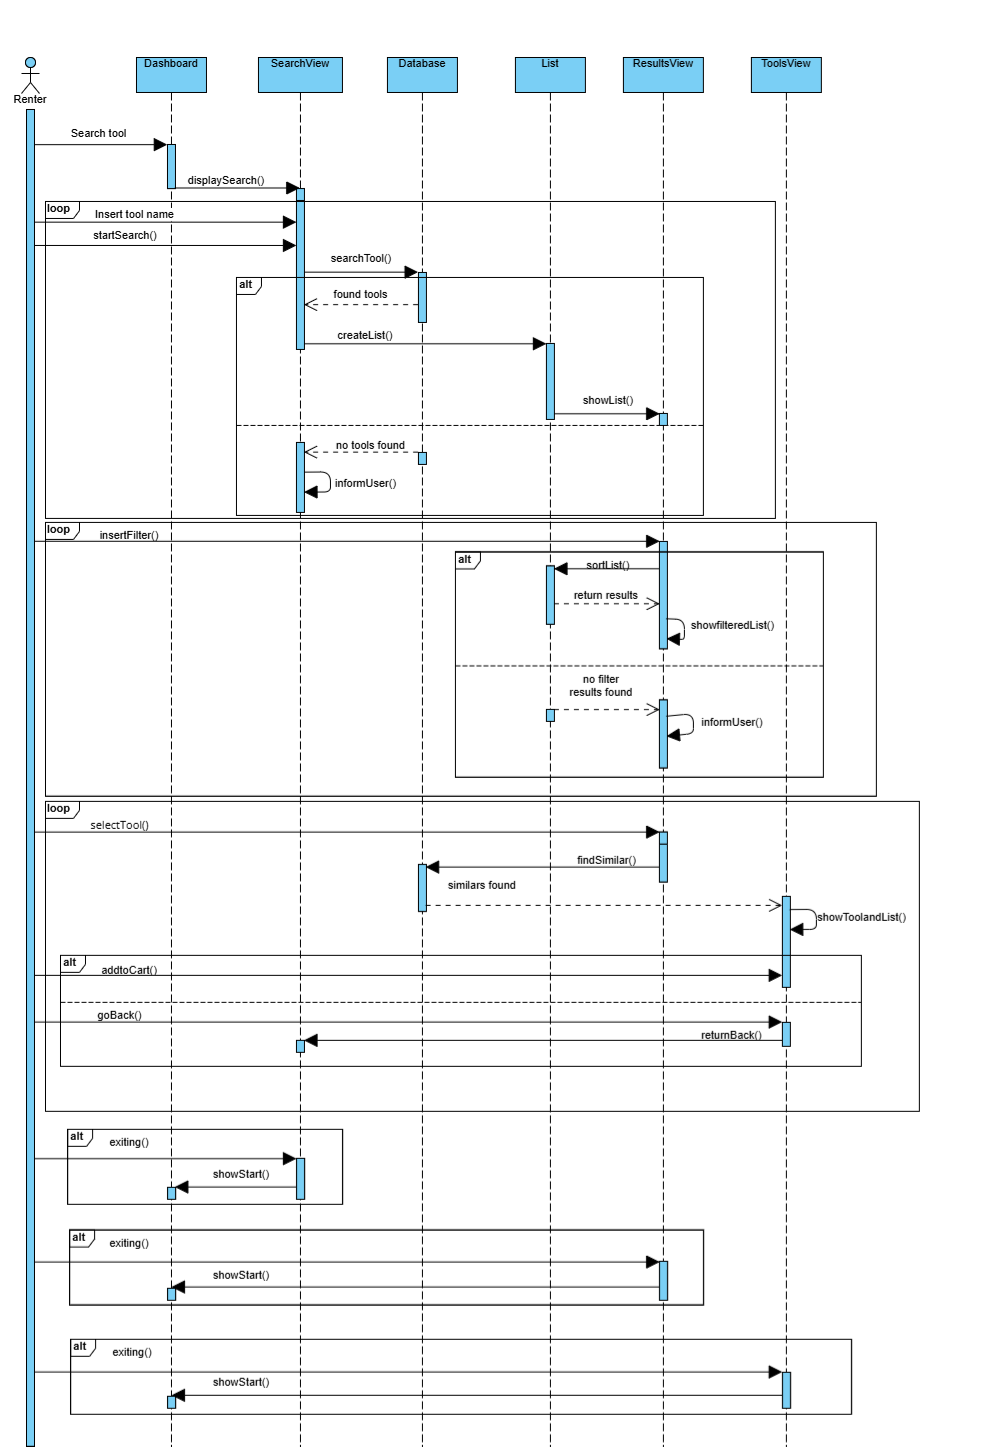 Dashboard
SearchView
Database
List
ResultsView
ToolsView
Renter
Search tool
displaySearch()
loop
Insert tool name
startSearch()
searchTool()
alt
found tools
createList()
showList()
no tools found
informUser()
loop
insertFilter()
alt
sortList()
return results
showfilteredList()
no filter
results found
informUser()
loop
selectTool()
findSimilar()
similars found
showToolandList()
alt
addtoCart()
goBack()
returnBack()
alt
exiting()
showStart()
alt
exiting()
showStart()
alt
exiting()
showStart()